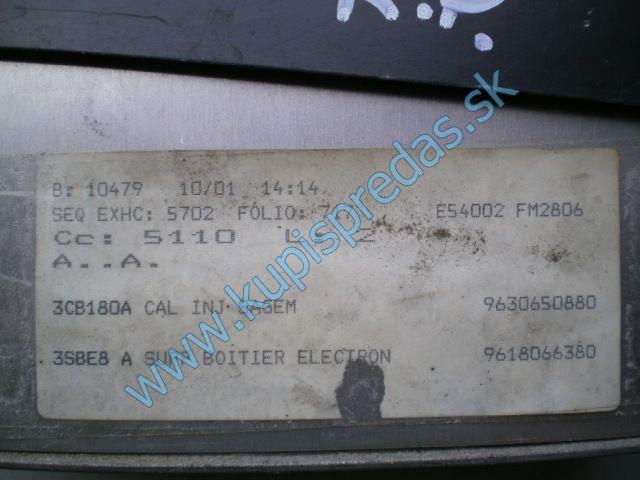 B: 10479 10/01 14:14
SEQ EXHC: 5702 FOLIO:
E54002 FM2806
Cc: 5110
A..A.
3CB180A CAL INJ SAGEM 9630650880
3SBE8 A BOITIER ELECTRON 9618066380
www.kupispredas.sk